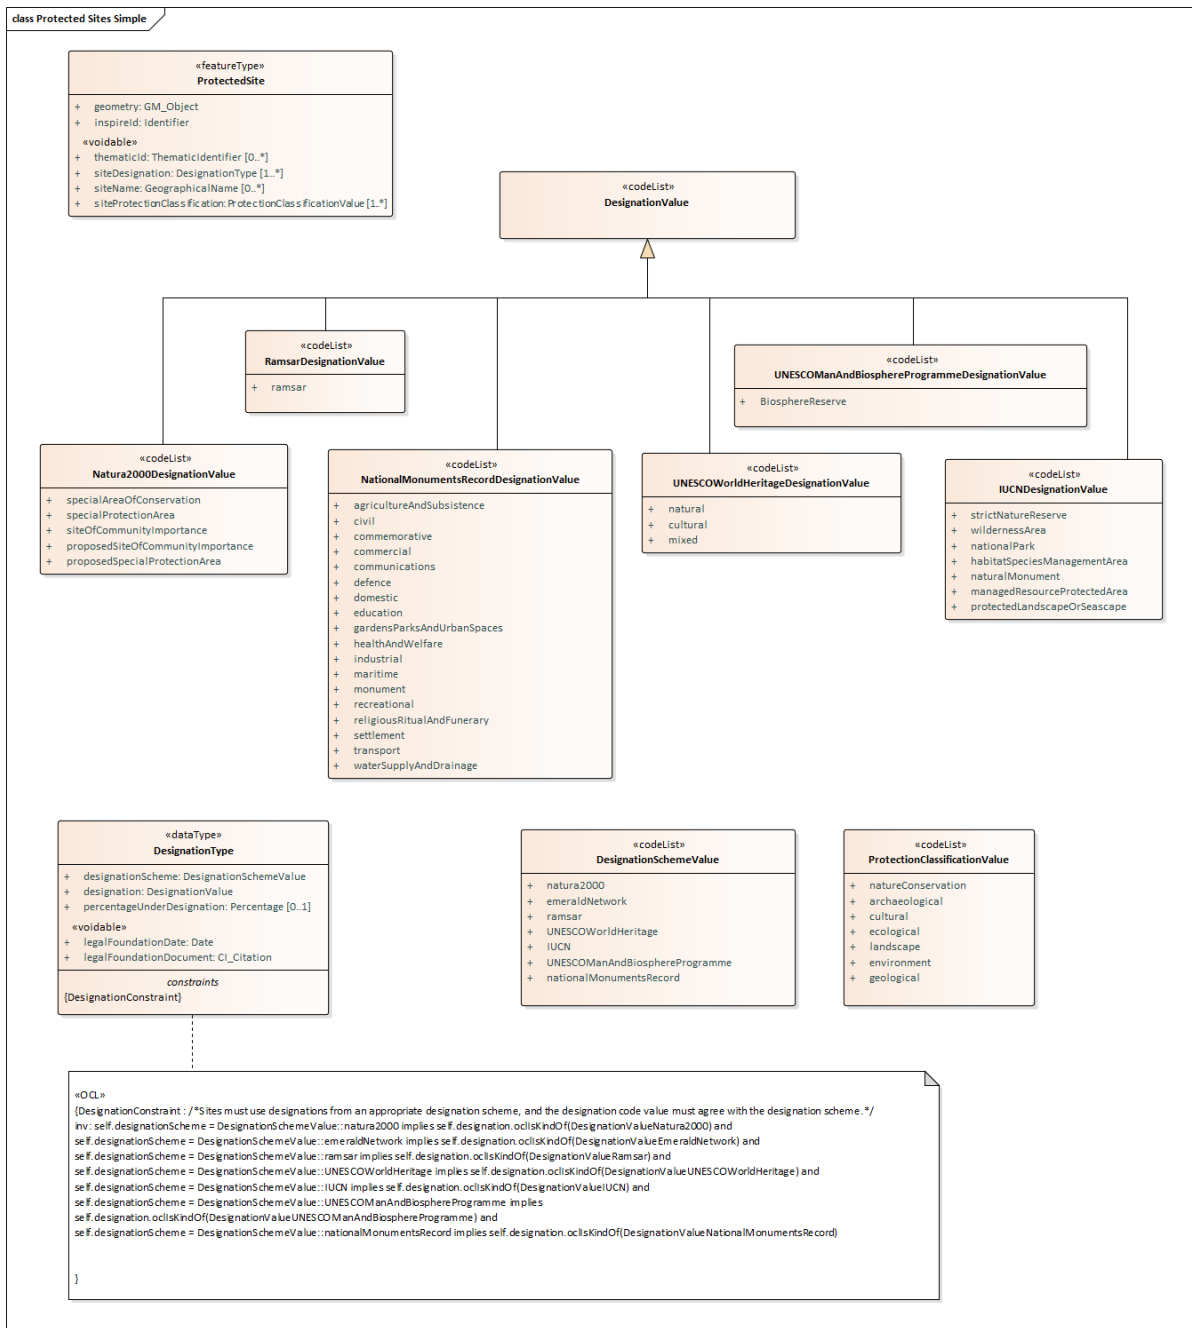 class Protected Sites Simple
«featureType»
ProtectedSite
+ geometry: GM_Object
+ inspireId: Identifier
«voidable»
+ thematicId: ThematicIdentifier [0..*]
+ siteDesignation: DesignationType [1..*]
+ siteName: GeographicalName [0..*]
+ siteProtectionClassification: ProtectionClassificationValue [1..*]
«codeList»
DesignationValue
«codeList»
RamsarDesignationValue
+ ramsar
«codeList»
UNESCOManAndBiosphereProgrammeDesignationValue
+ BiosphereReserve
«codeList»
Natura2000DesignationValue
+ specialAreaOfConservation
+ specialProtectionArea
+ siteOfCommunityImportance
+ proposedSiteOfCommunityImportance
+ proposedSpecialProtectionArea
«codeList»
NationalMonumentsRecordDesignationValue
+ agricultureAndSubsistence
+ civil
+ commemorative
+ commercial
+ communications
+ defence
+ domestic
+ education
+ gardensParksAndUrbanSpaces
+ healthAndWelfare
+ industrial
+ maritime
+ monument
+ recreational
+ religiousRitualAndFunerary
+ settlement
+ transport
+ waterSupplyAndDrainage
«codeList»
UNESCOWorldHeritageDesignationValue
+ natural
+ cultural
+ mixed
«codeList»
IUCNDesignationValue
+ strictNatureReserve
+ wildernessArea
+ nationalPark
+ habitatSpeciesManagementArea
+ naturalMonument
+ managedResourceProtectedArea
+ protectedLandscapeOrSeascape
«dataType»
DesignationType
+ designationScheme: DesignationSchemeValue
+ designation: DesignationValue
+ percentageUnderDesignation: Percentage [0..1]
«voidable»
+ legalFoundationDate: Date
+ legalFoundationDocument: CI_Citation
constraints
{DesignationConstraint}
«codeList»
DesignationSchemeValue
+ natura2000
+ emeraldNetwork
+ ramsar
+ UNESCOWorldHeritage
+ IUCN
+ UNESCOManAndBiosphereProgramme
+ nationalMonumentsRecord
«codeList»
ProtectionClassificationValue
+ natureConservation
+ archaeological
+ cultural
+ ecological
+ landscape
+ environment
+ geological
«OCL»
{DesignationConstraint : /*Sites must use designations from an appropriate designation scheme, and the designation code value must agree with the designation scheme.*/
inv: self.designationScheme = DesignationSchemeValue::natura2000 implies self.designation.oclIsKindOf(DesignationValueNatura2000) and
self.designationScheme = DesignationSchemeValue::emeraldNetwork implies self.designation.oclIsKindOf(DesignationValueEmeraldNetwork) and
self.designationScheme = DesignationSchemeValue::ramsar implies self.designation.oclIsKindOf(DesignationValueRamsar) and
self.designationScheme = DesignationSchemeValue::UNESCOWorldHeritage implies self.designation.oclIsKindOf(DesignationValueUNESCOWorldHeritage) and
self.designationScheme = DesignationSchemeValue::IUCN implies self.designation.oclIsKindOf(DesignationValueIUCN) and
self.designationScheme = DesignationSchemeValue::UNESCOManAndBiosphereProgramme implies
self.designation.oclIsKindOf(DesignationValueUNESCOManAndBiosphereProgramme) and
self.designationScheme = DesignationSchemeValue::nationalMonumentsRecord implies self.designation.oclIsKindOf(DesignationValueNationalMonumentsRecord)
}